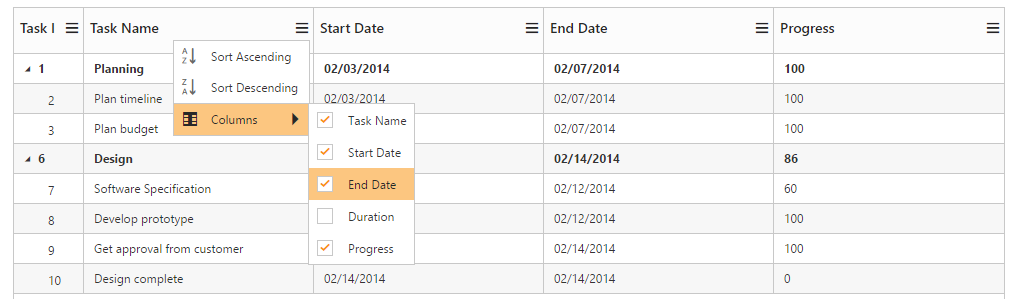 Task I Task Name Start Date End Date Progress
1 Planning 02/03/2014 02/07/2014 100
2 Plan timeline 02/03/2014 02/07/2014 100
3 Plan budget 02/07/2014 100
6 Design 02/14/2014 86
7 Software Specification 02/12/2014 60
8 Develop prototype 02/12/2014 100
9 Get approval from customer 02/14/2014 100
10 Design complete 02/14/2014 02/14/2014 0
A Z Sort Ascending
Z A Sort Descending
Columns
Task Name
Start Date
End Date
Duration
Progress